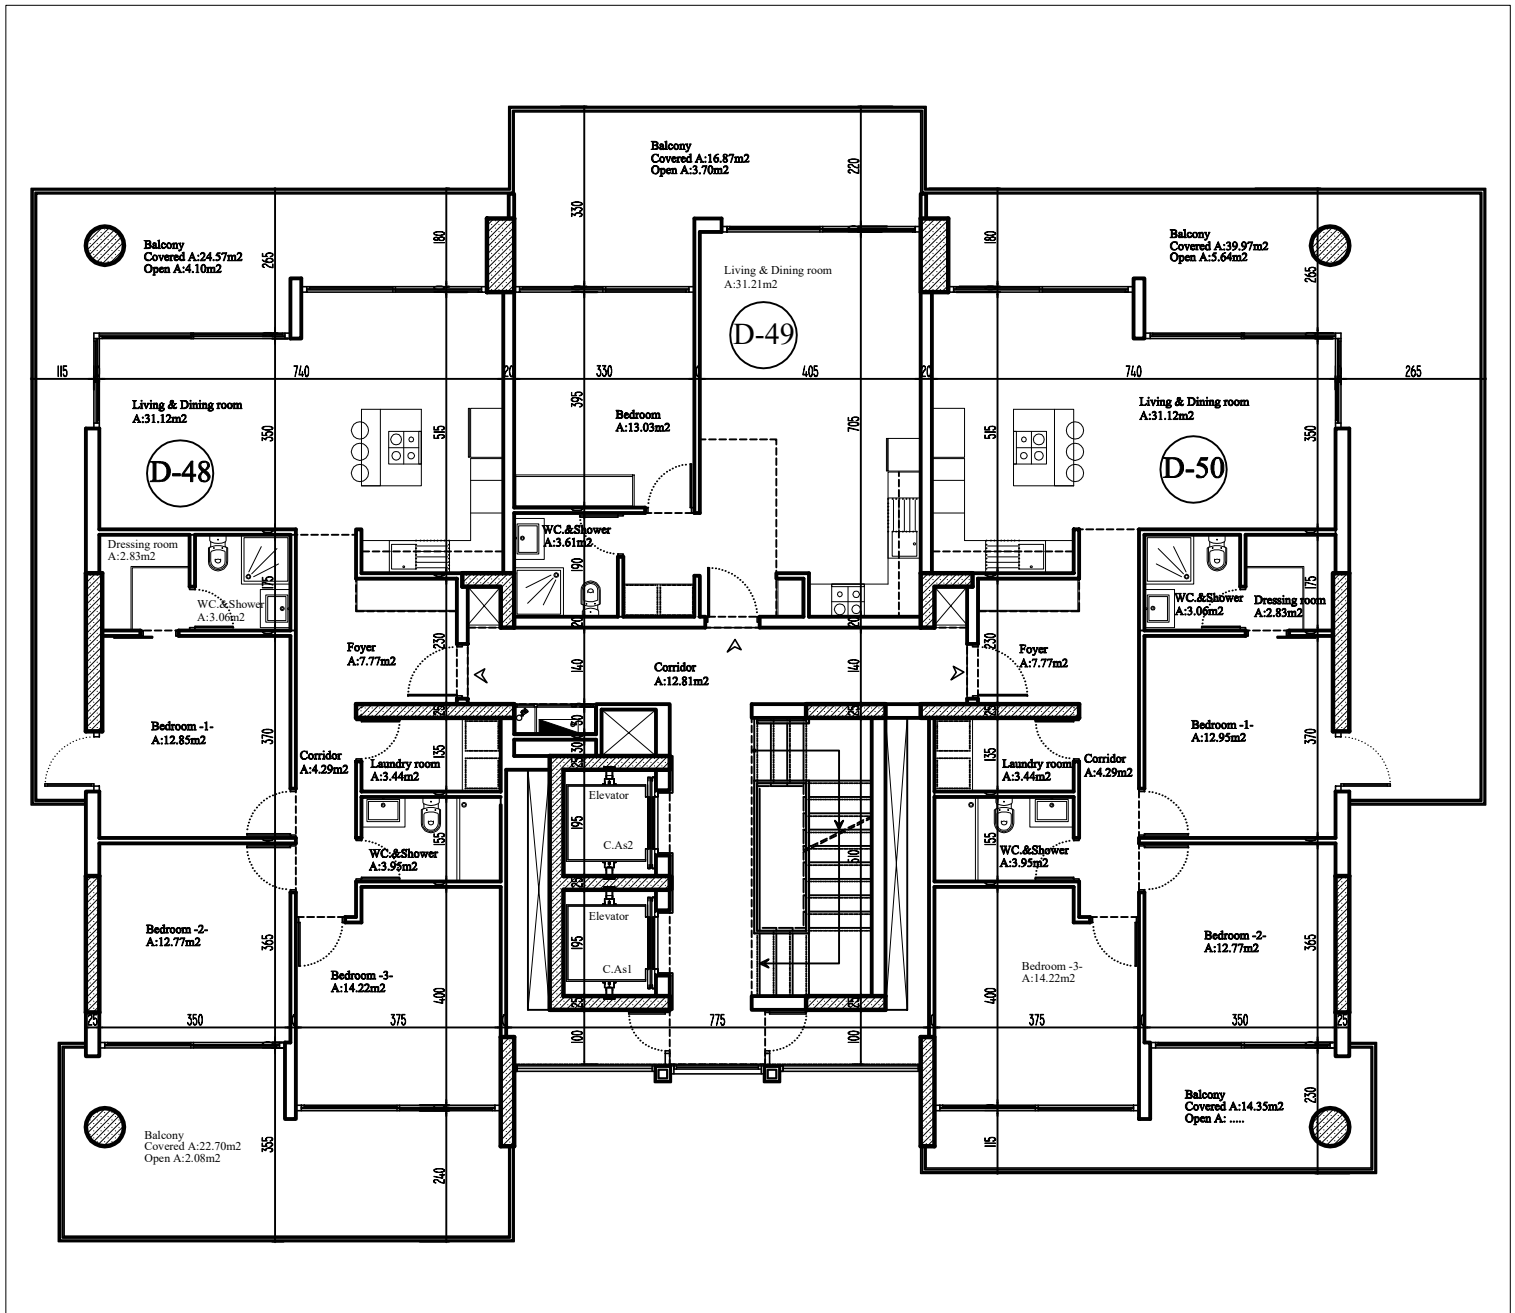 Balcony
Covered A:16.87m2
Open A:3.70m2
220
330
180
180
Balcony
Covered A:24.57m2
Open A:4.10m2
265
Balcony
Covered A:39.97m2
Open A:5.64m2
265
Living & Dining room
A:31.21m2
D-49
115
740
20
330
405
20
740
265
Living & Dining room
A:31.12m2
350
515
D-48
395
Bedroom
A:13.03m2
705
515
Living & Dining room
A:31.12m2
350
D-50
WC.&Shower
A:3.61m2
190
Dressing room
A:2.83m2
175
WC.&Shower
A:3.06m2
WC.&Shower
A:3.06m2
175
Dressing room
A:2.83m2
20
20
Foyer
A:7.77m2
230
140
Corridor
A:12.81m2
140
230
Foyer
A:7.77m2
25
25
25
Bedroom -1-
A:12.85m2
370
Corridor
A:4.29m2
135
Laundry room
A:3.44m2
30
25
135
Laundry room
A:3.44m2
Corridor
A:4.29m2
Bedroom -1-
A:12.95m2
370
Elevator
195
C.As2
155
WC.&Shower
A:3.95m2
510
155
WC.&Shower
A:3.95m2
25
Elevator
195
C.As1
Bedroom -2-
A:12.77m2
365
Bedroom -3-
A:14.22m2
400
25
25
Bedroom -3-
A:14.22m2
400
Bedroom -2-
A:12.77m2
365
25
350
375
775
375
350
25
100
100
Balcony
Covered A:22.70m2
Open A:2.08m2
355
240
115
Balcony
Covered A:14.35m2
Open A: .....
230